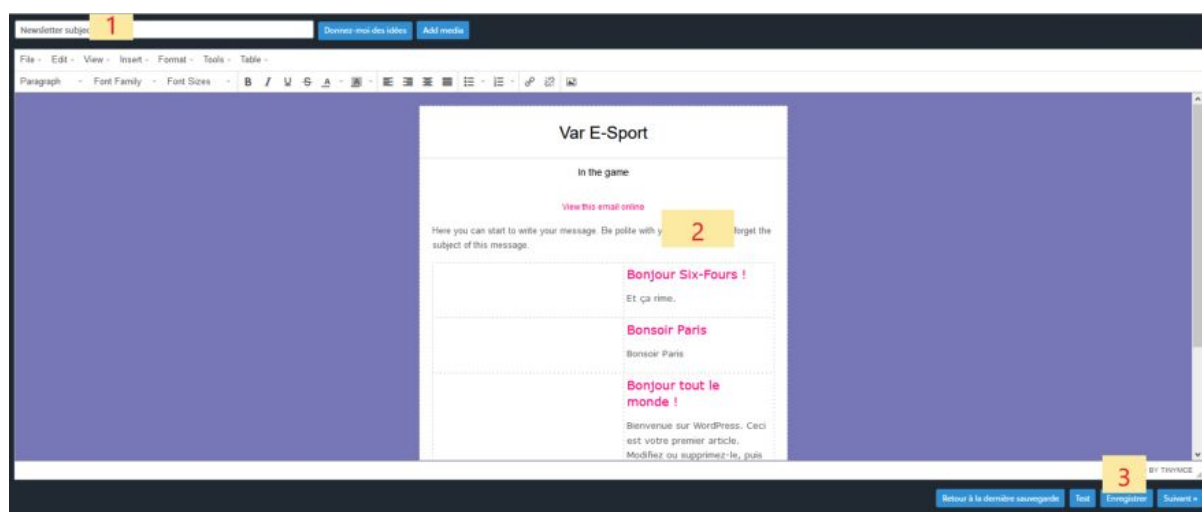 1
Newsletter subjec
Donnez-moi des idées
Add media
File Edit View Insert Format Tools Table
Paragraph Font Family Font Sizes B I U S A A
Var E-Sport
In the game
View this email online
Here you can start to write your message. Be polite with y
2
forget the
subject of this message.
Bonjour Six-Fours !
Et ça rime.
Bonsoir Paris
Bonsoir Paris
Bonjour tout le
monde !
Bienvenue sur WordPress. Ceci
est votre premier article.
Modifiez ou supprimez-le, puis
3
BY TINYMCE
Retour à la dernière sauvegarde
Test
Enregistrer
Suivant »